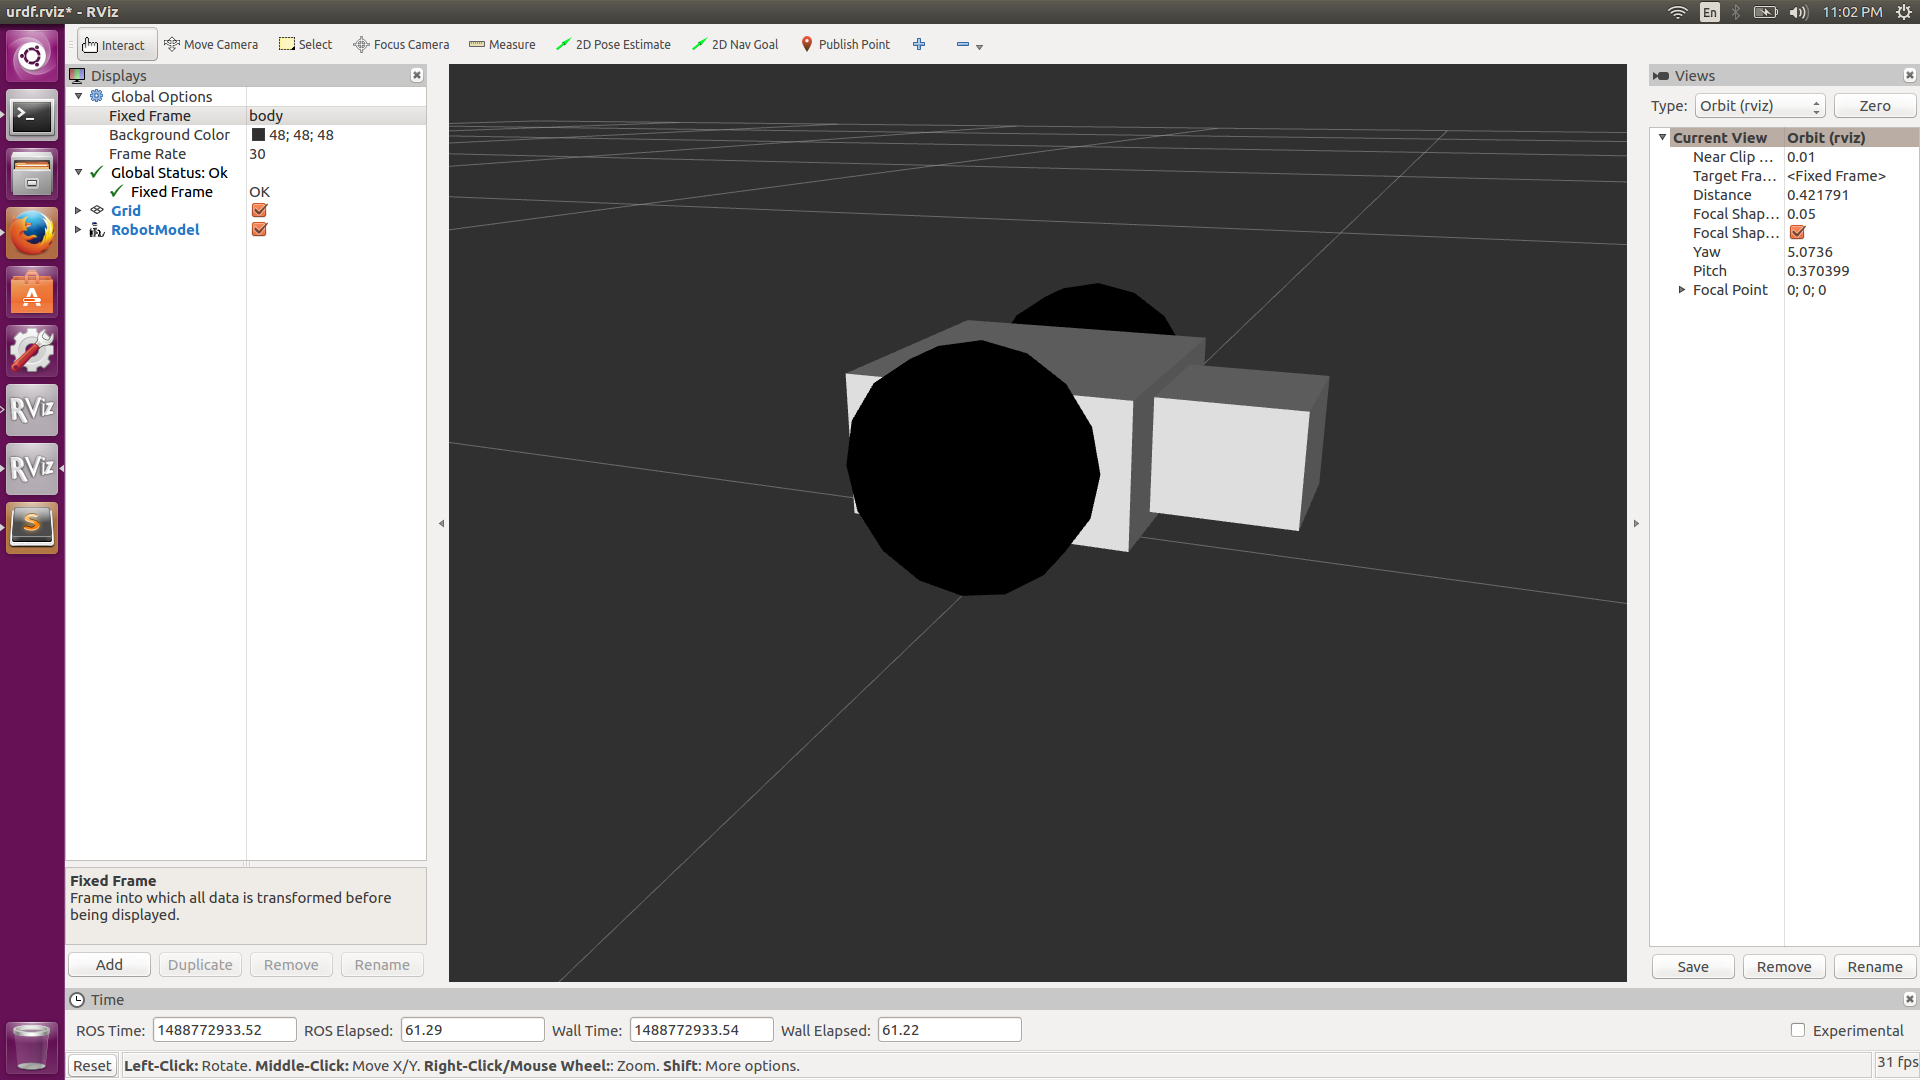 urdf.rviz* - RViz
En
11:02 PM
Interact
Move Camera
Select
Focus Camera
Measure
2D Pose Estimate
2D Nav Goal
Publish Point
Displays
Global Options
Fixed Frame body
Background Color 48; 48; 48
Frame Rate 30
Global Status: Ok
Fixed Frame OK
Grid
RobotModel
Fixed Frame
Frame into which all data is transformed before
being displayed.
Add
Duplicate
Remove
Rename
RViz
RViz
S
Views
Type: Orbit (rviz) Zero
Current View Orbit (rviz)
Near Clip ... 0.01
Target Fra... <Fixed Frame>
Distance 0.421791
Focal Shap... 0.05
Focal Shap...
Yaw 5.0736
Pitch 0.370399
Focal Point 0; 0; 0
Save
Remove
Rename
Time
ROS Time: 1488772933.52 ROS Elapsed: 61.29 Wall Time: 1488772933.54 Wall Elapsed: 61.22 Experimental
Reset Left-Click: Rotate. Middle-Click: Move X/Y. Right-Click/Mouse Wheel:: Zoom. Shift: More options. 31 fps